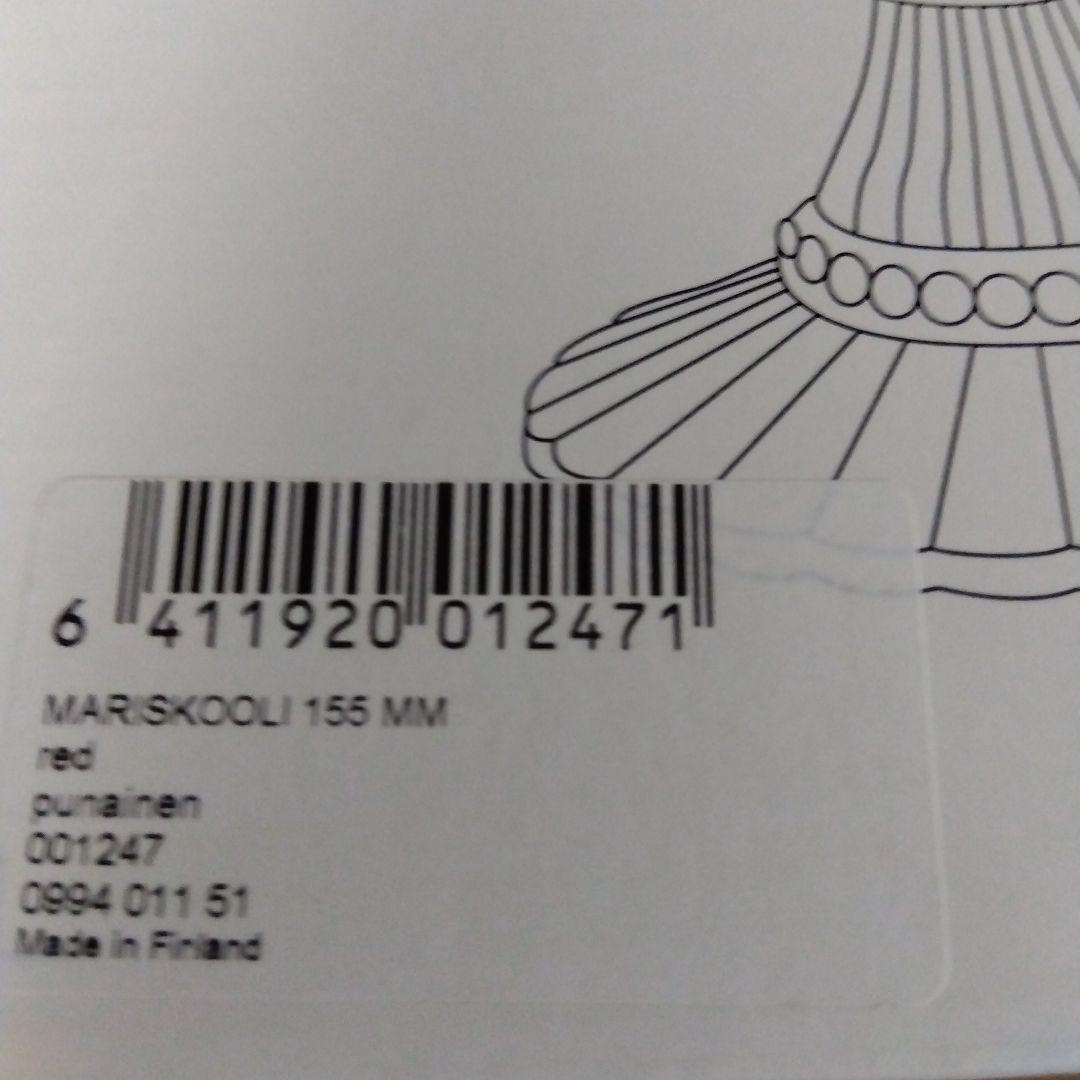 6 411920 012471
MARISKOOLI 155 MM
red
punainen
001247
0994 011 51
Made in Finland